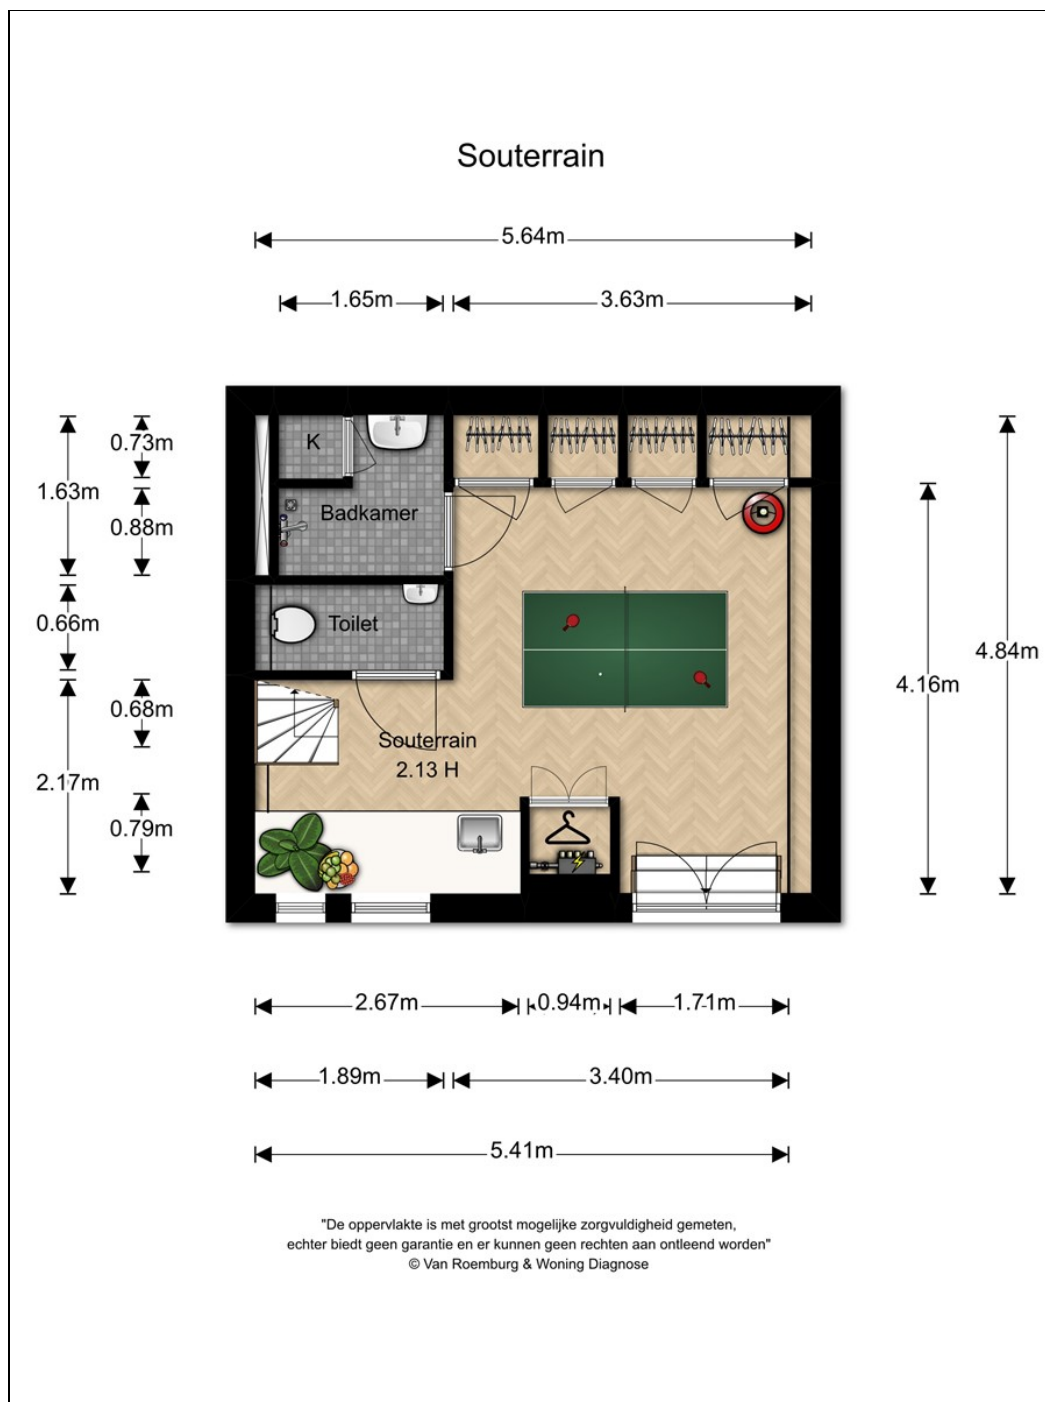 Souterrain
5.64m
1.65m
3.63m
0.73m
1.63m
0.88m
0.66m
0.68m
2.17m
0.79m
K
Badkamer
Toilet
Souterrain
2.13 H
4.84m
4.16m
2.67m
0.94m
1.71m
1.89m
3.40m
5.41m
"De oppervlakte is met grootst mogelijke zorgvuldigheid gemeten,
echter biedt geen garantie en er kunnen geen rechten aan ontleend worden"
© Van Roemburg & Woning Diagnose